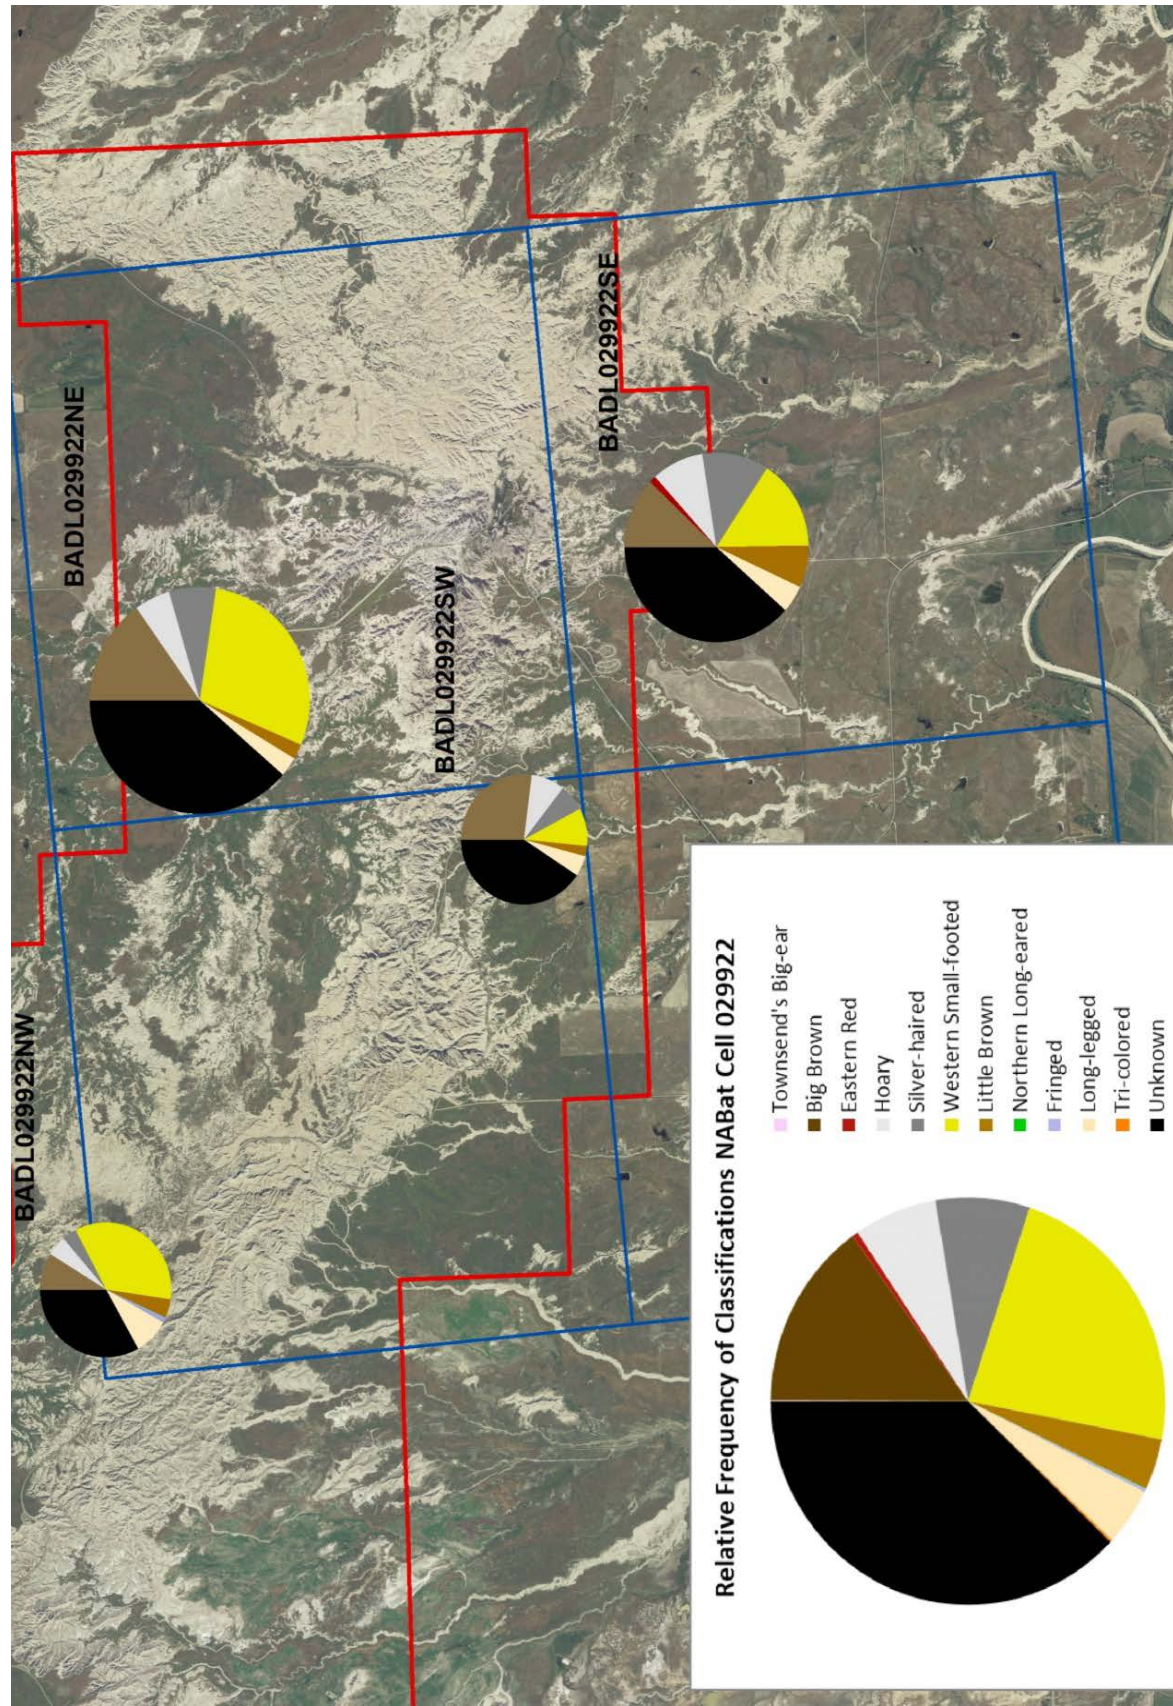 BADL029922NW
BADL029922NE
BADL029922SW
BADL029922SE
Relative Frequency of Classifications NABat Cell 029922
Townsend's Big-ear
Big Brown
Eastern Red
Hoary
Silver-haired
Western Small-footed
Little Brown
Northern Long-eared
Fringed
Long-legged
Tri-colored
Unknown